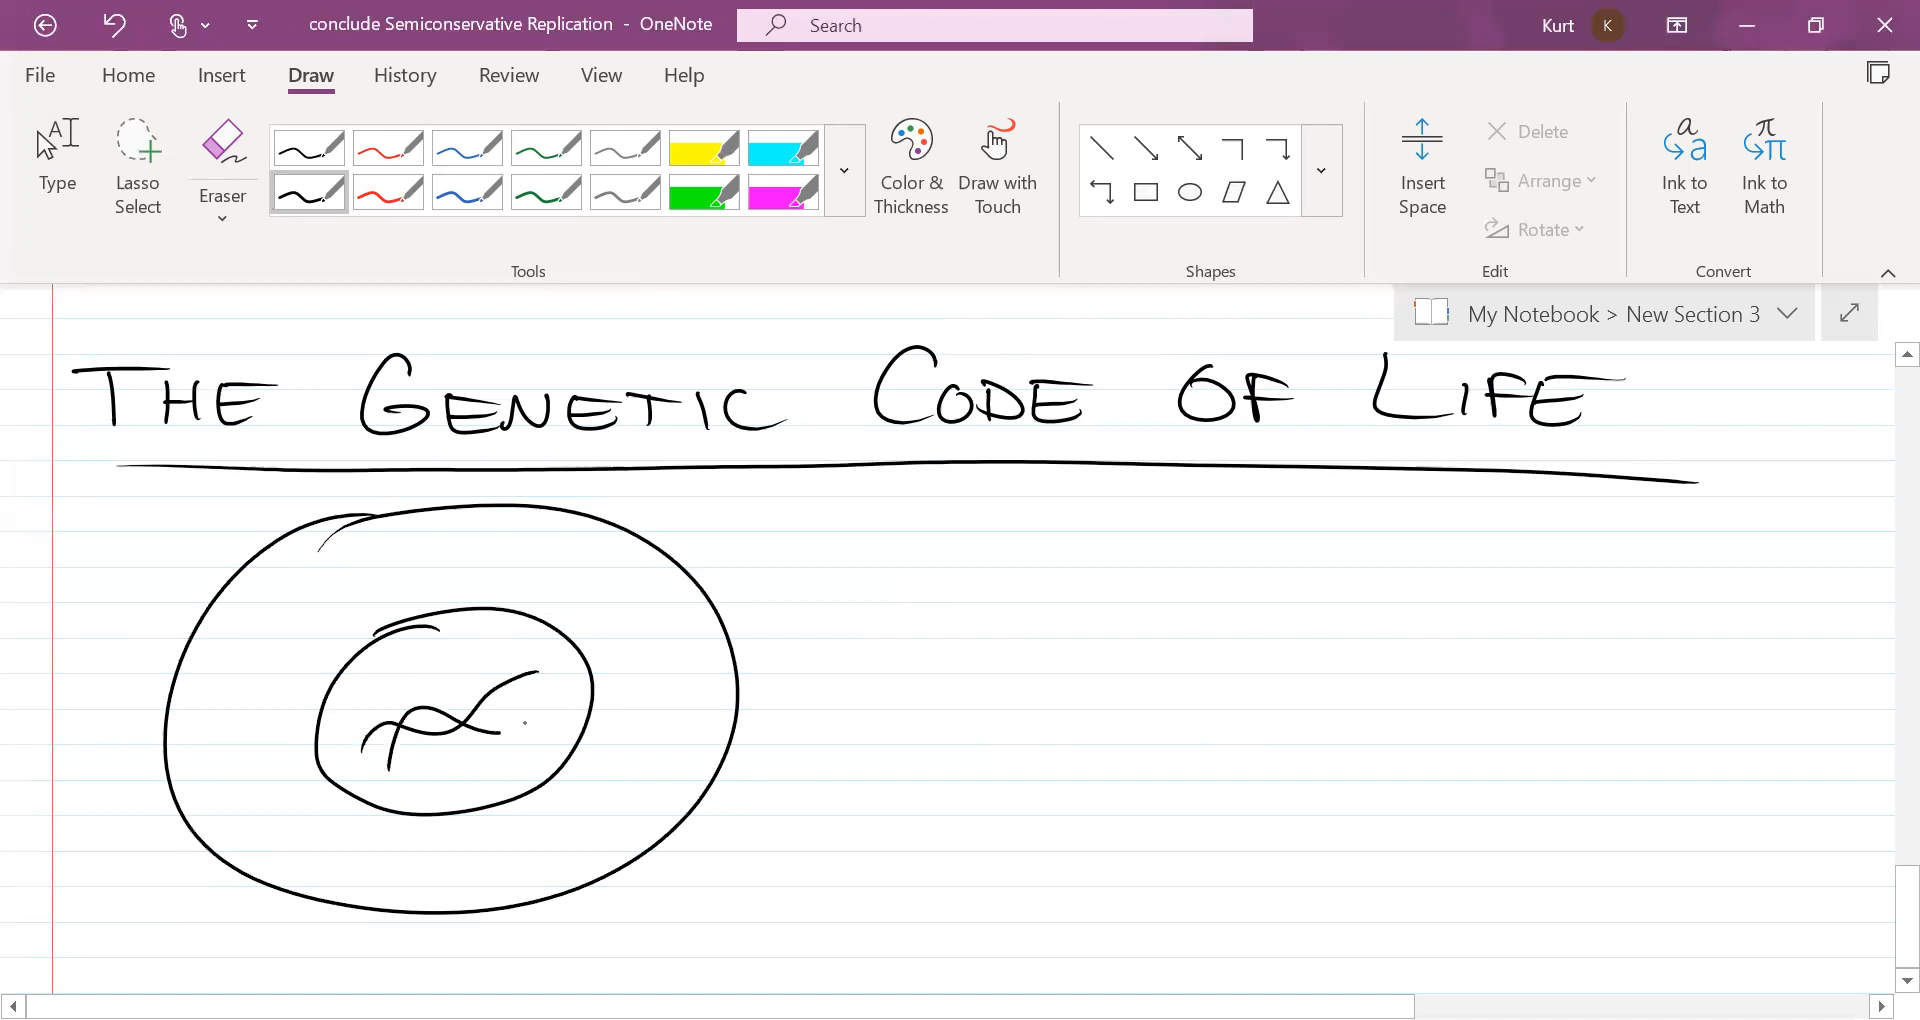 conclude Semiconservative Replication - OneNote
Search
Kurt
K
File Home Insert Draw History Review View Help
Type
Lasso Select
Eraser
Color & Thickness
Draw with Touch
Insert Space
Delete
Arrange
Rotate
Ink to Text
Ink to Math
Tools
Shapes
Edit
Convert
My Notebook > New Section 3
THE GENETIC CODE OF LIFE